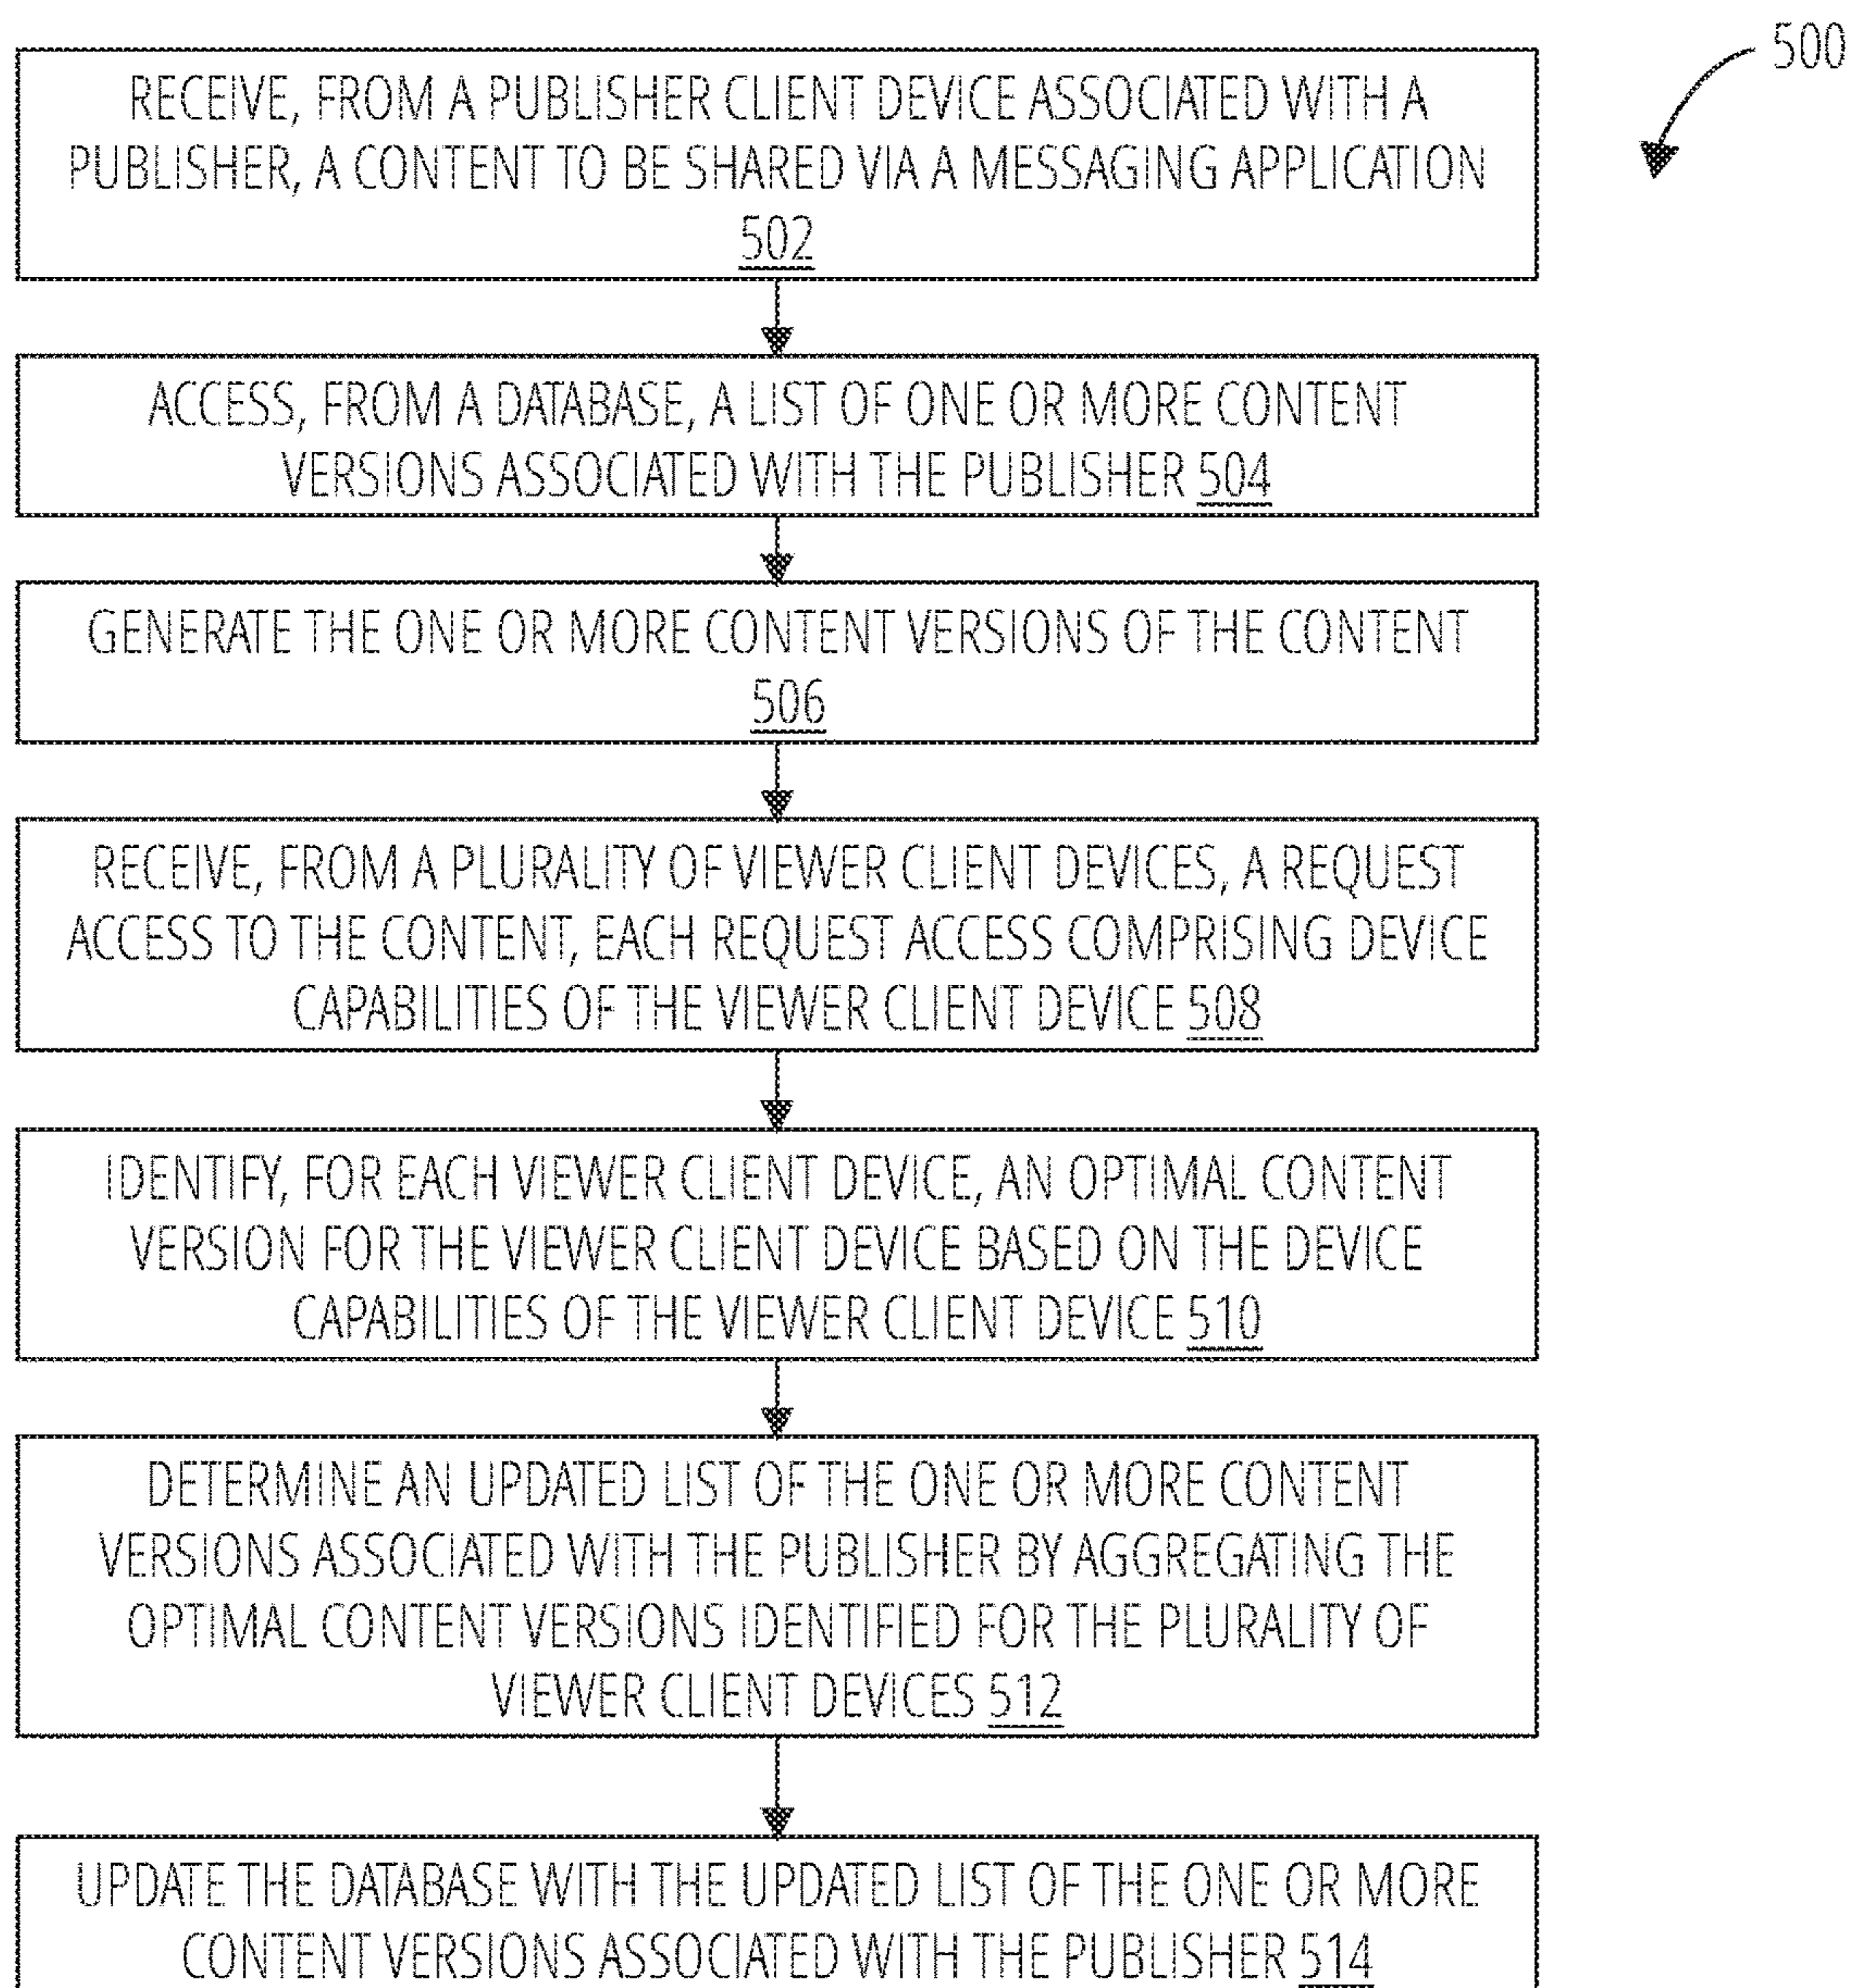 500
RECEIVE, FROM A PUBLISHER CLIENT DEVICE ASSOCIATED WITH A
PUBLISHER, A CONTENT TO BE SHARED VIA A MESSAGING APPLICATION
502
ACCESS, FROM A DATABASE, A LIST OF ONE OR MORE CONTENT
VERSIONS ASSOCIATED WITH THE PUBLISHER 504
GENERATE THE ONE OR MORE CONTENT VERSIONS OF THE CONTENT
506
RECEIVE, FROM A PLURALITY OF VIEWER CLIENT DEVICES, A REQUEST
ACCESS TO THE CONTENT, EACH REQUEST ACCESS COMPRISING DEVICE
CAPABILITIES OF THE VIEWER CLIENT DEVICE 508
IDENTIFY, FOR EACH VIEWER CLIENT DEVICE, AN OPTIMAL CONTENT
VERSION FOR THE VIEWER CLIENT DEVICE BASED ON THE DEVICE
CAPABILITIES OF THE VIEWER CLIENT DEVICE 510
DETERMINE AN UPDATED LIST OF THE ONE OR MORE CONTENT
VERSIONS ASSOCIATED WITH THE PUBLISHER BY AGGREGATING THE
OPTIMAL CONTENT VERSIONS IDENTIFIED FOR THE PLURALITY OF
VIEWER CLIENT DEVICES 512
UPDATE THE DATABASE WITH THE UPDATED LIST OF THE ONE OR MORE
CONTENT VERSIONS ASSOCIATED WITH THE PUBLISHER 514